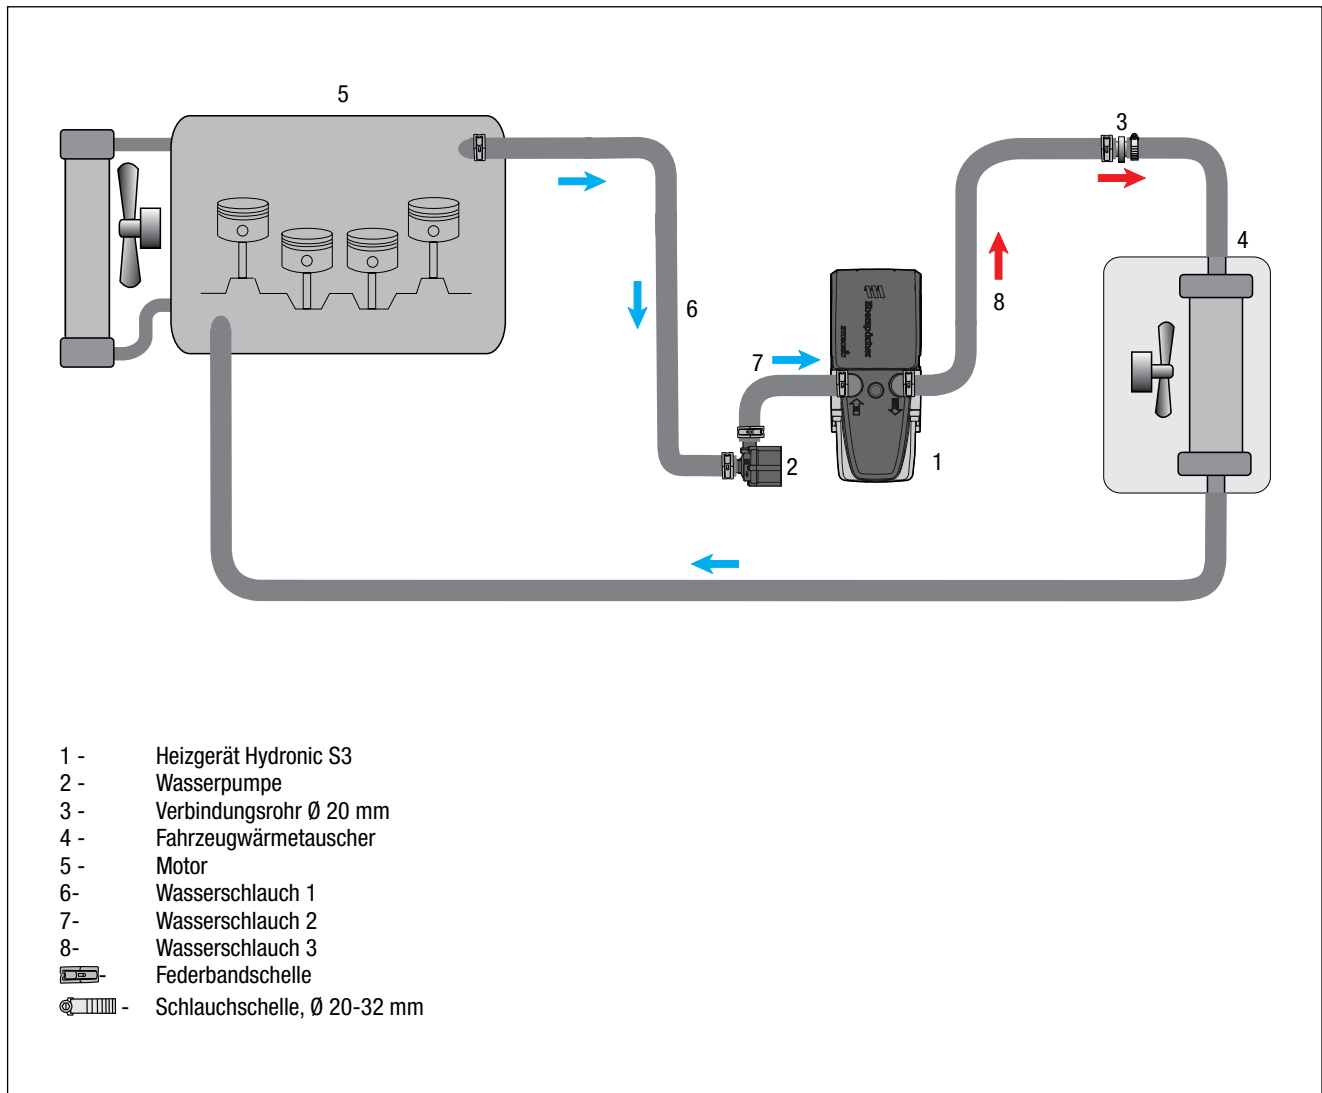 5
3
4
6
8
7
Eberspächer
2
1
1 - Heizgerät Hydronic S3
2 - Wasserpumpe
3 - Verbindungsrohr Ø 20 mm
4 - Fahrzeugwärmetauscher
5 - Motor
6- Wasserschlauch 1
7- Wasserschlauch 2
8- Wasserschlauch 3
- Federbandschelle
- Schlauchschelle, Ø 20-32 mm